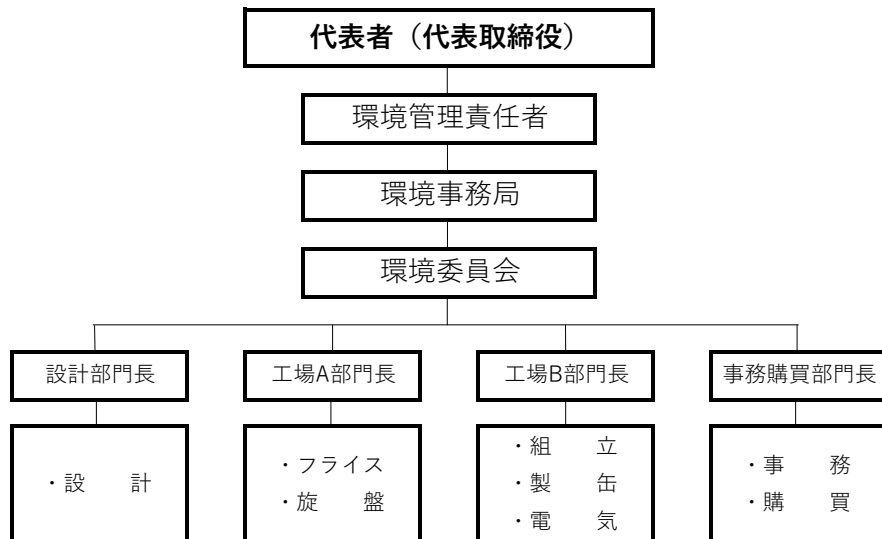 代表者（代表取締役）
環境管理責任者
環境事務局
環境委員会
設計部門長
工場A部門長
工場B部門長
事務購買部門長
・設　　計
・フライス
・旋　　盤
・組　　立
・製　　缶
・電　　気
・事　　務
・購　　買